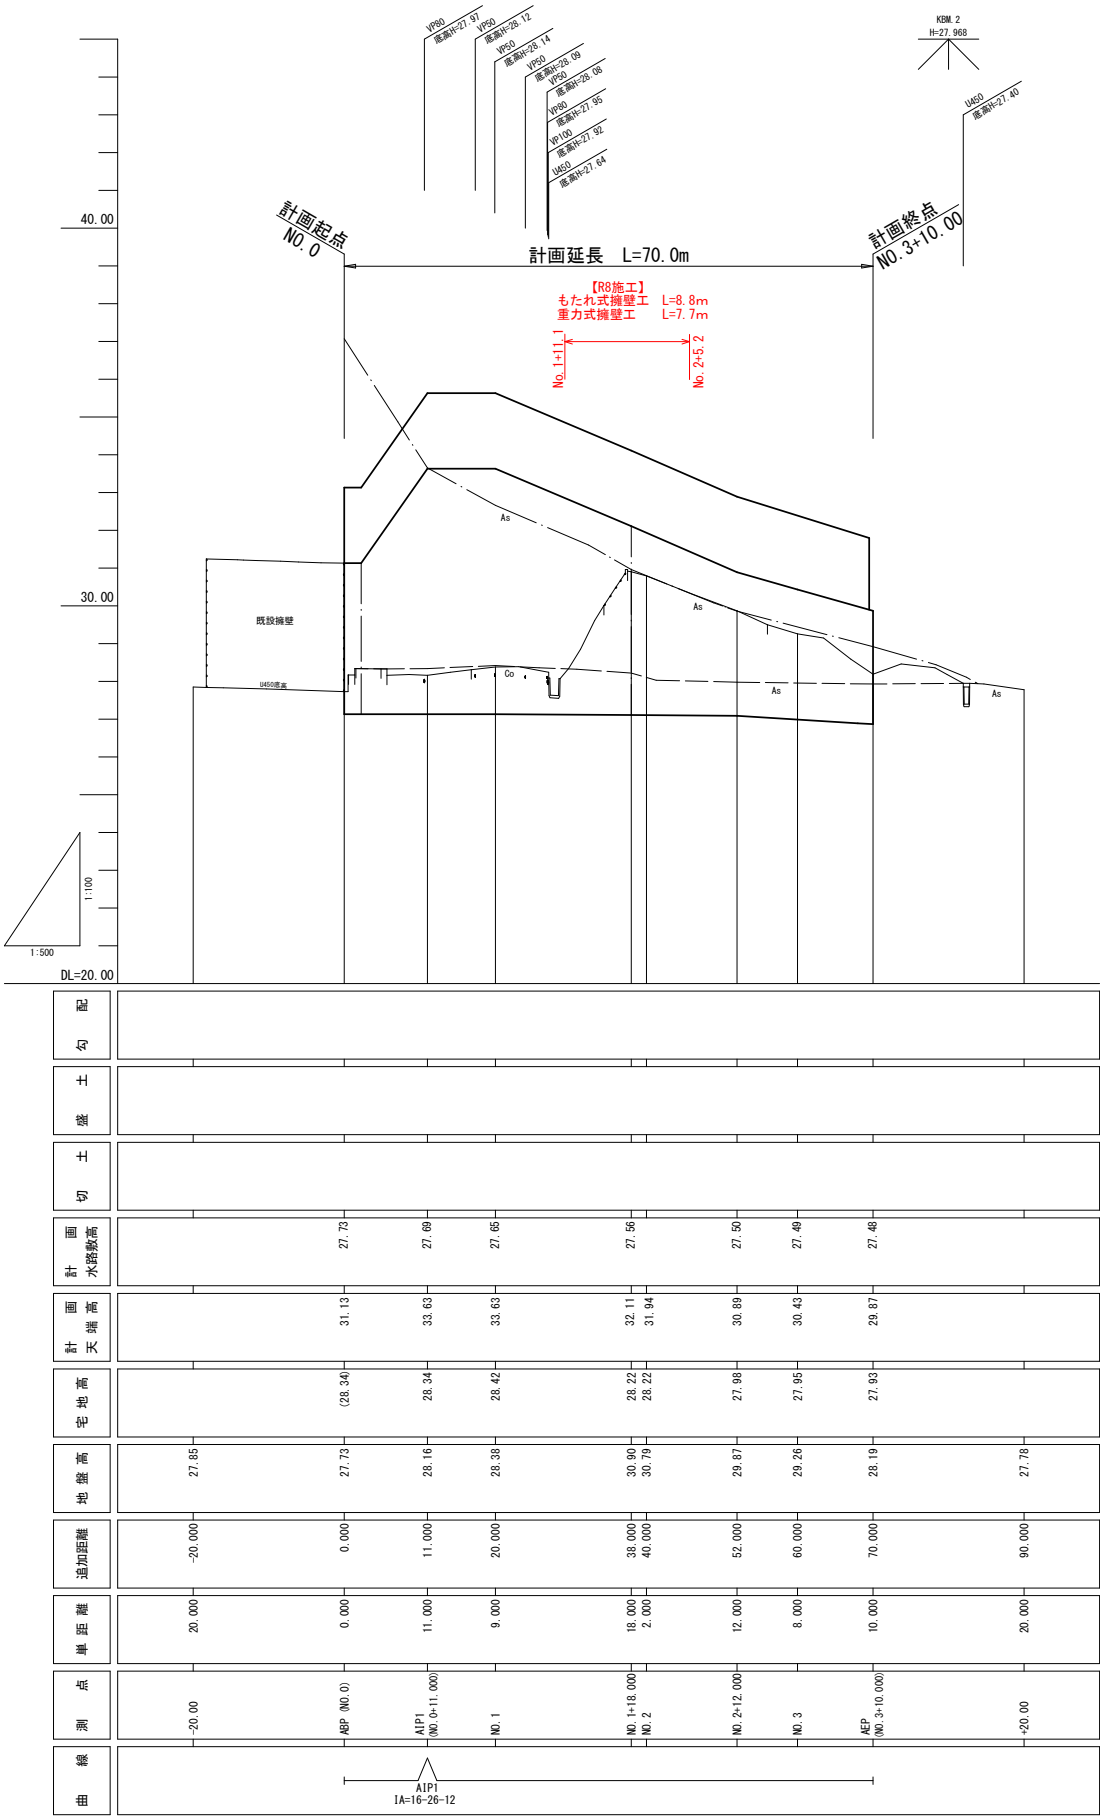 VP80
底高H=27.97
VP50
底高H=28.12
VP50
底高H=28.14
VP50
底高H=28.09
VP50
底高H=28.08
VP80
底高H=27.95
VP100
底高H=27.92
U450
底高H=27.64
KBM.2
H=27.968
U450
底高H=27.40
40.00
計画起点
NO.0
計画延長 L=70.0m
計画終点
NO.3+10.00
【R8施工】
もたれ式擁壁工 L=8.8m
重力式擁壁工 L=7.7m
No.1+11.1
No.2+5.2
As
30.00
既設擁壁
As
U450底高
Co
As
As
1:100
1:500
DL=20.00
勾配
盛土
切土
計画
水路敷高
27.73
27.69
27.65
27.56
27.50
27.49
27.48
計画
天端高
31.13
33.63
33.63
32.11
31.94
30.89
30.43
29.87
宅地高
(28.34)
28.34
28.42
28.22
28.22
27.98
27.95
27.93
地盤高
27.85
27.73
28.16
28.38
30.90
30.79
29.87
29.26
28.19
27.78
追加距離
-20.000
0.000
11.000
20.000
38.000
40.000
52.000
60.000
70.000
90.000
単距離
20.000
0.000
11.000
9.000
18.000
2.000
12.000
8.000
10.000
20.000
測点
-20.00
ABP (NO.0)
AIP1
(NO.0+11.000)
NO.1
NO.1+18.000
NO.2
NO.2+12.000
NO.3
AEP
(NO.3+10.000)
+20.00
曲線
AIP1
IA=16-26-12